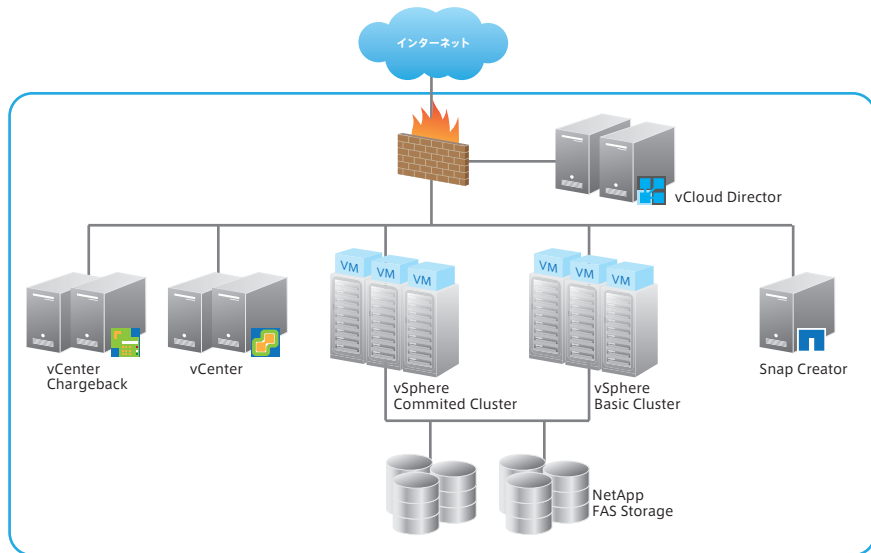 インターネット
vCloud Director
VM VM VM
VM VM VM
vCenter
Chargeback
vCenter
vSphere
Commited Cluster
vSphere
Basic Cluster
Snap Creator
NetApp
FAS Storage